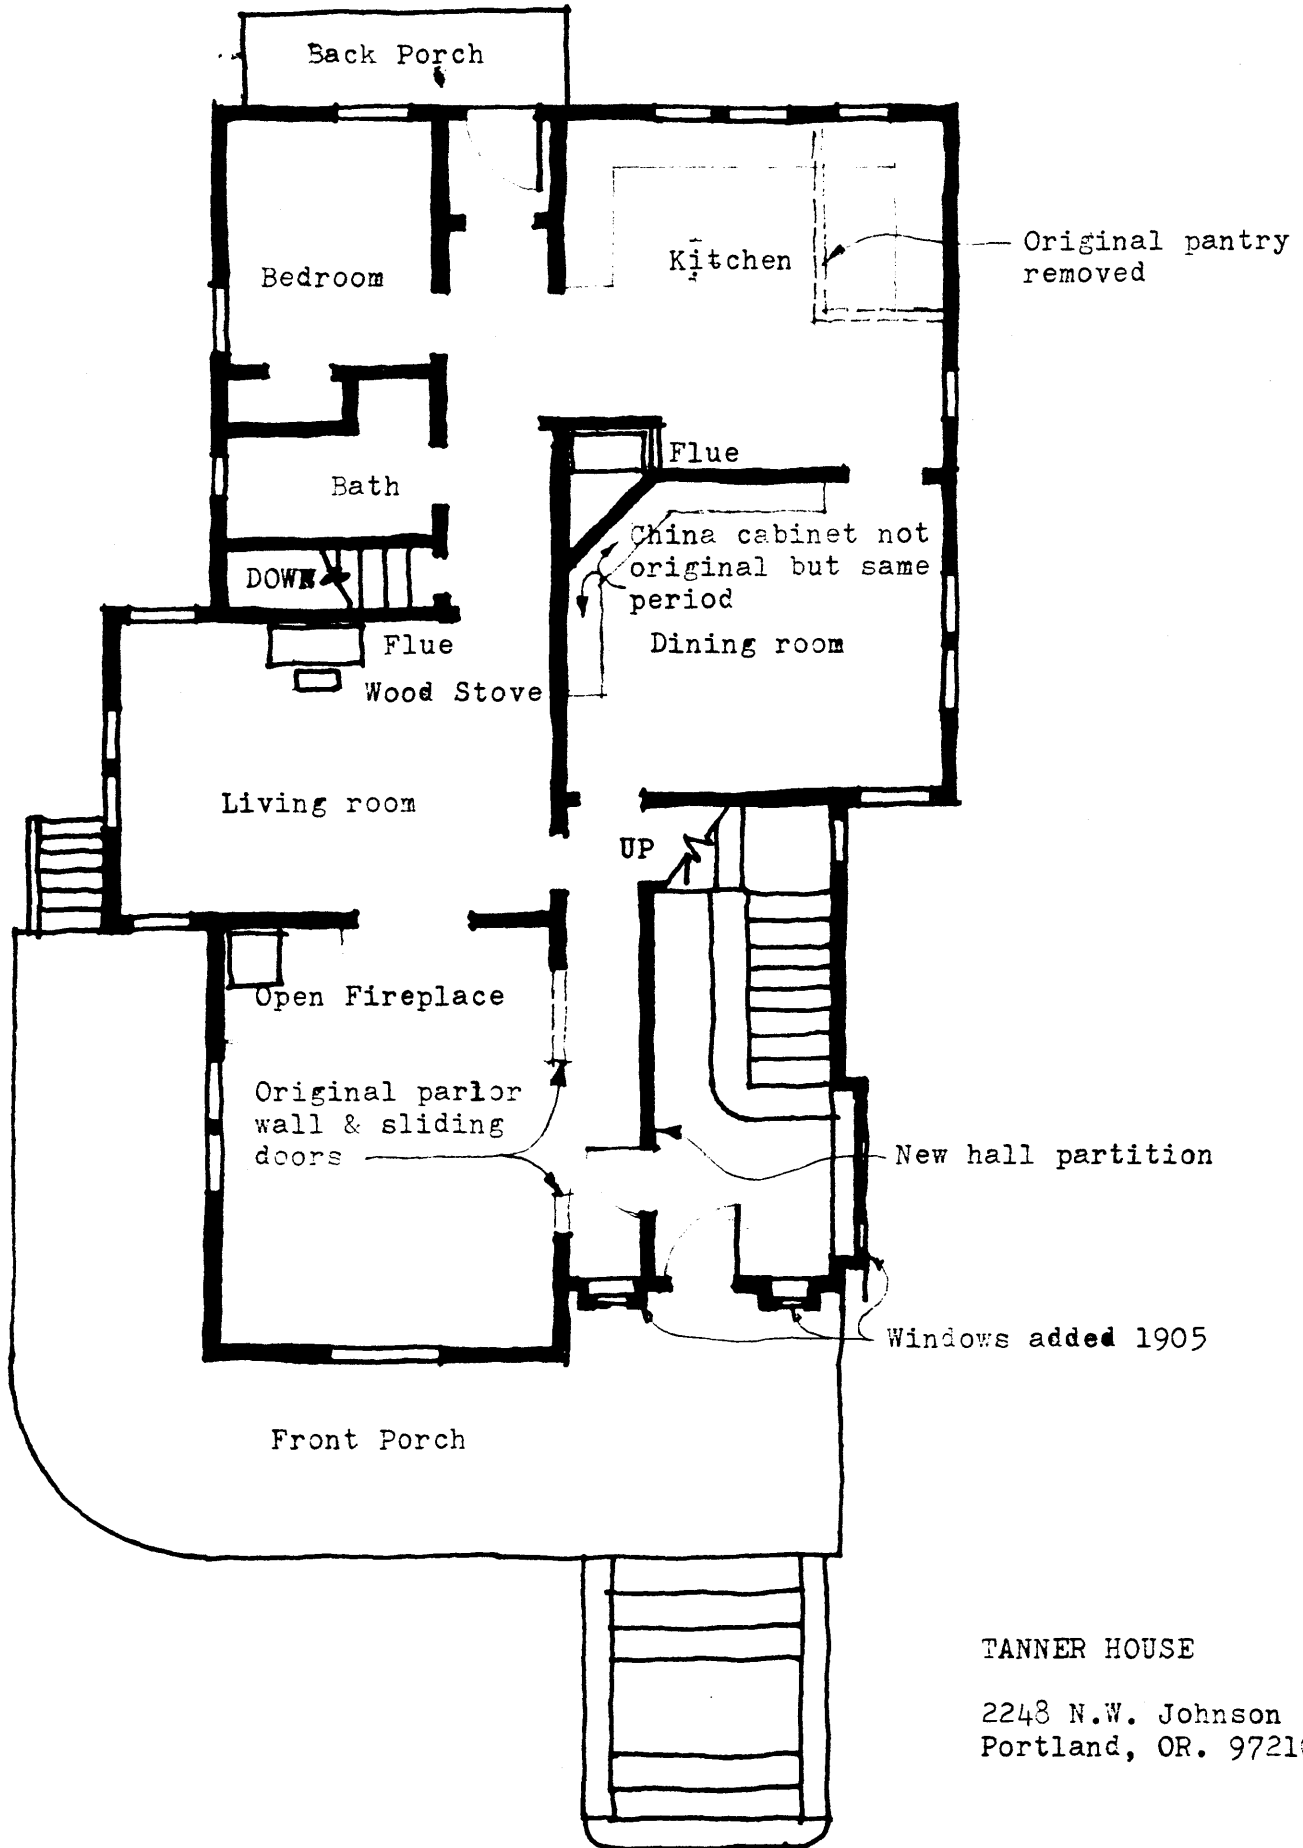 Back Porch
Original pantry
removed
Kitchen
Bedroom
Flue
Bath
China cabinet not
original but same
period
DOWN
Flue
Dining room
Wood Stove
Living room
UP
Open Fireplace
Original parlor
wall & sliding
doors
New hall partition
Windows added 1905
Front Porch
TANNER HOUSE
2248 N.W. Johnson
Portland, OR.